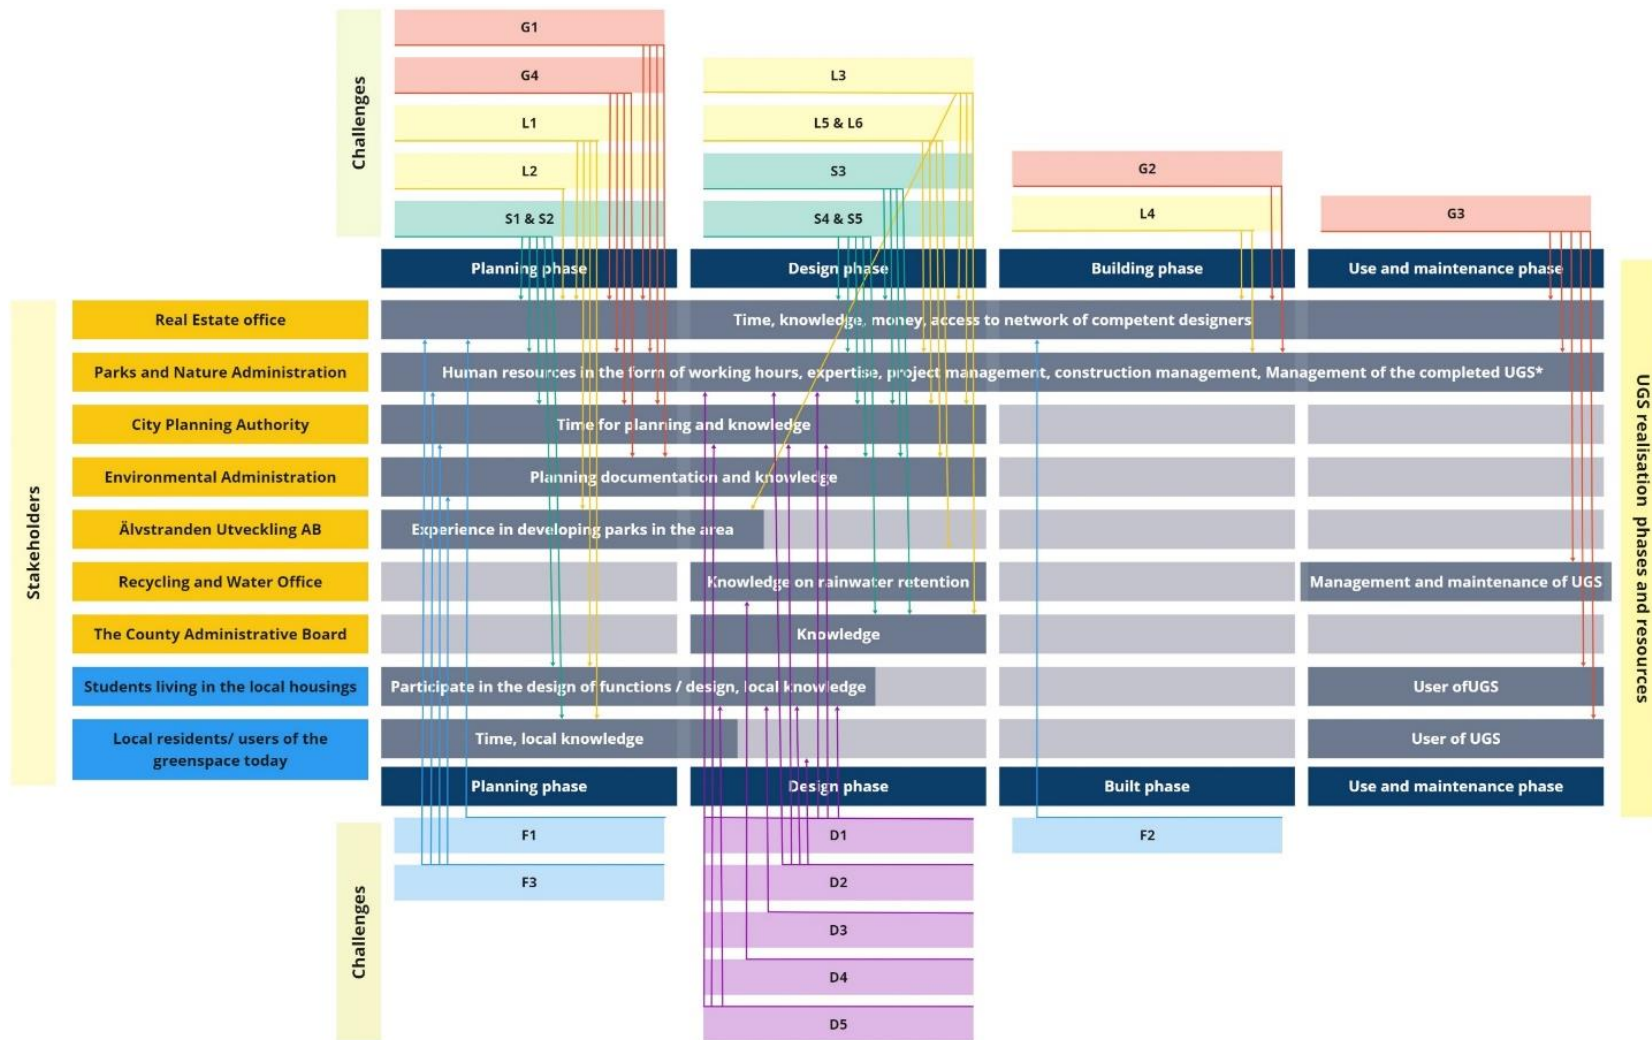 Challenges
G1
G4
L1
L2
S1 & S2
L3
L5 & L6
S3
S4 & S5
G2
L4
G3
Planning phase
Design phase
Building phase
Use and maintenance phase
Stakeholders
UGS realisation phases and resources
Real Estate office
Time, knowledge, money, access to network of competent designers
Parks and Nature Administration
Human resources in the form of working hours, expertise, project management, construction management, Management of the completed UGS*
City Planning Authority
Time for planning and knowledge
Environmental Administration
Planning documentation and knowledge
Älvstranden Utveckling AB
Experience in developing parks in the area
Recycling and Water Office
Knowledge on rainwater retention
Management and maintenance of UGS
The County Administrative Board
Knowledge
Students living in the local housings
Participate in the design of functions / design, local knowledge
User ofUGS
Local residents/ users of the
greenspace today
Time, local knowledge
User of UGS
Planning phase
Design phase
Built phase
Use and maintenance phase
Challenges
F1
F3
D1
D2
D3
D4
D5
F2